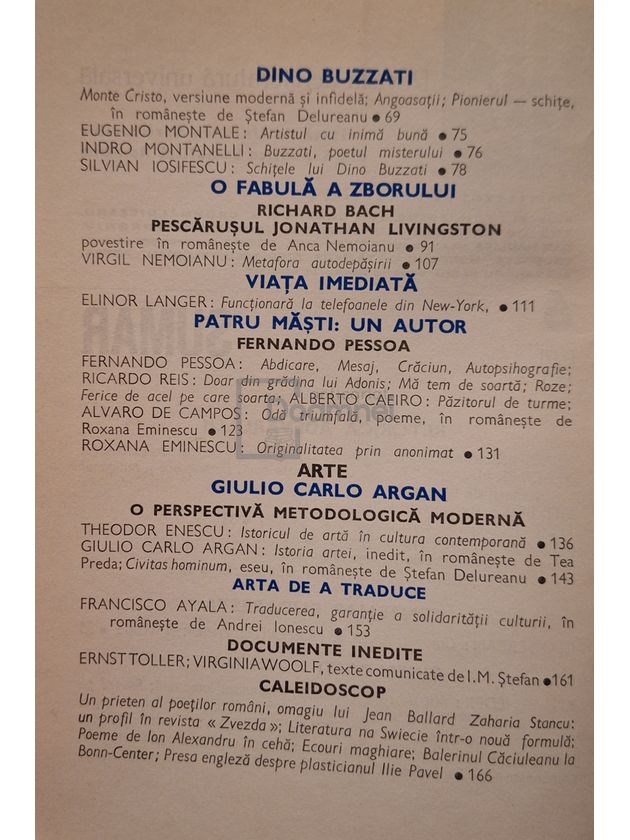 DINO BUZZATI
Monte Cristo, versiune modernă și infidelă; Angoasații; Pionierul — schițe,
în românește de Ștefan Delureanu ● 69
EUGENIO MONTALE: Artistul cu inimă bună ● 75
INDRO MONTANELLI: Buzzati, poetul misterului ● 76
SILVIAN IOSIFESCU: Schițele lui Dino Buzzati ● 78
O FABULĂ A ZBORULUI
RICHARD BACH
PESCĂRUȘUL JONATHAN LIVINGSTON
povestire în românește de Anca Nemoianu ● 91
VIRGIL NEMOIANU: Metafora autodepășirii ● 107
VIAȚA IMEDIATĂ
ELINOR LANGER: Funcționară la telefoanele din New-York, ● 111
PATRU MĂȘTI: UN AUTOR
FERNANDO PESSOA
FERNANDO PESSOA: Abdicare, Mesaj, Crăciun, Autopsihografie;
RICARDO REIS: Doar din grădina lui Adonis; Mă tem de soartă; Roze;
Ferice de acel pe care soarta; ALBERTO CAEIRO: Păzitorul de turme;
ALVARO DE CAMPOS: Odă triumfală, poeme, în românește de
Roxana Eminescu ● 123
ROXANA EMINESCU: Originalitatea prin anonimat ● 131
ARTE
GIULIO CARLO ARGAN
O PERSPECTIVĂ METODOLOGICĂ MODERNĂ
THEODOR ENESCU: Istoricul de artă în cultura contemporană ● 136
GIULIO CARLO ARGAN: Istoria artei, inedit, în românește de Tea
Preda; Civitas hominum, eseu, în românește de Ștefan Delureanu ● 143
ARTA DE A TRADUCE
FRANCISCO AYALA: Traducerea, garanție a solidarității culturii, în
românește de Andrei Ionescu ● 153
DOCUMENTE INEDITE
ERNST TOLLER; VIRGINIA WOOLF, texte comunicate de I.M. Ștefan ● 161
CALEIDOSCOP
Un prieten al poeților români, omagiu lui Jean Ballard Zaharia Stancu:
un profil în revista « Zvezda »; Literatura na Swiecie într-o nouă formulă;
Poeme de Ion Alexandru în cehă; Ecouri maghiare; Balerinul Căciuleanu la
Bonn-Center; Presa engleză despre plasticianul Ilie Pavel ● 166